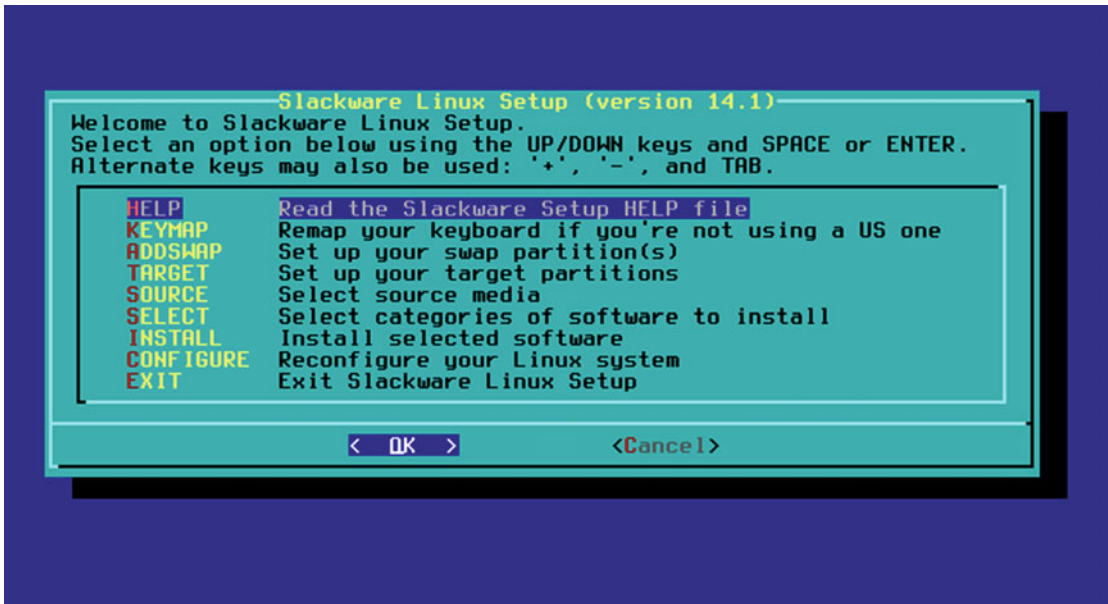 Slackware Linux Setup (version 14.1)
Welcome to Slackware Linux Setup.
Select an option below using the UP/DOWN keys and SPACE or ENTER.
Alternate keys may also be used: '+', '-', and TAB.
HELP Read the Slackware Setup HELP file
KEYMAP Remap your keyboard if you're not using a US one
ADDSWAP Set up your swap partition(s)
TARGET Set up your target partitions
SOURCE Select source media
SELECT Select categories of software to install
INSTALL Install selected software
CONFIGURE Reconfigure your Linux system
EXIT Exit Slackware Linux Setup
< OK > <Cancel>